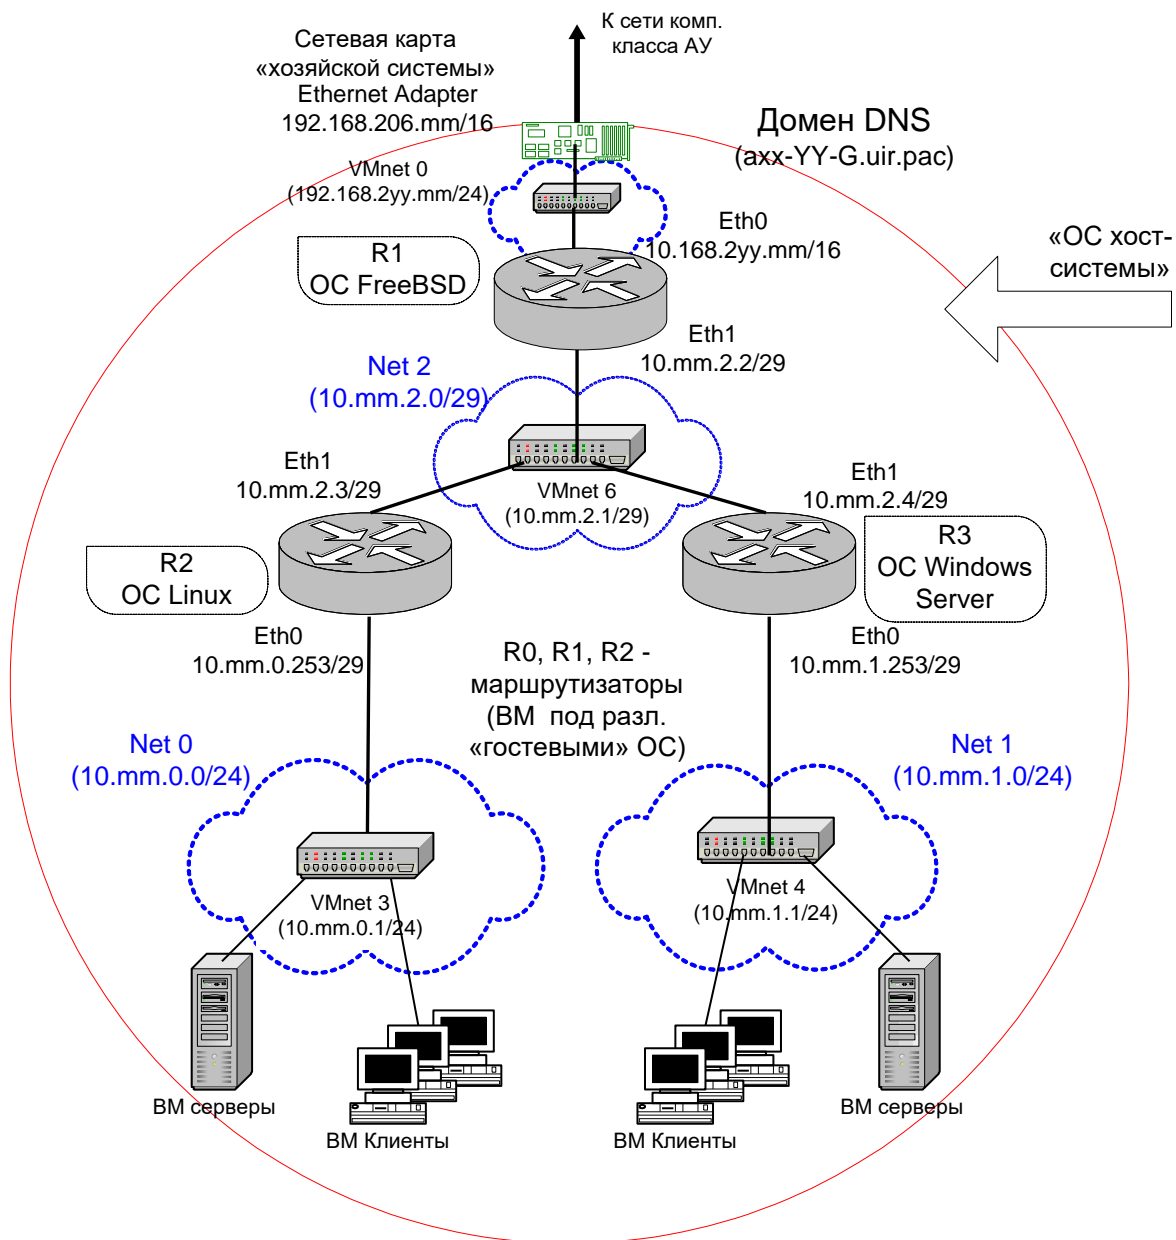 К сети комп.
класса АУ
Сетевая карта
«хозяйской системы»
Ethernet Adapter
192.168.206.mm/16
Домен DNS
(axx-YY-G.uir.pac)
VMnet 0
(192.168.2yy.mm/24)
Eth0
10.168.2yy.mm/16
«ОС хост-
системы»
R1
ОС FreeBSD
Eth1
10.mm.2.2/29
Net 2
(10.mm.2.0/29)
Eth1
10.mm.2.3/29
VMnet 6
(10.mm.2.1/29)
Eth1
10.mm.2.4/29
R2
ОС Linux
R3
ОС Windows
Server
Eth0
10.mm.0.253/29
Eth0
10.mm.1.253/29
R0, R1, R2 -
маршрутизаторы
(ВМ под разл.
«гостевыми» ОС)
Net 0
(10.mm.0.0/24)
Net 1
(10.mm.1.0/24)
VMnet 3
(10.mm.0.1/24)
VMnet 4
(10.mm.1.1/24)
ВМ серверы
ВМ Клиенты
ВМ Клиенты
ВМ серверы